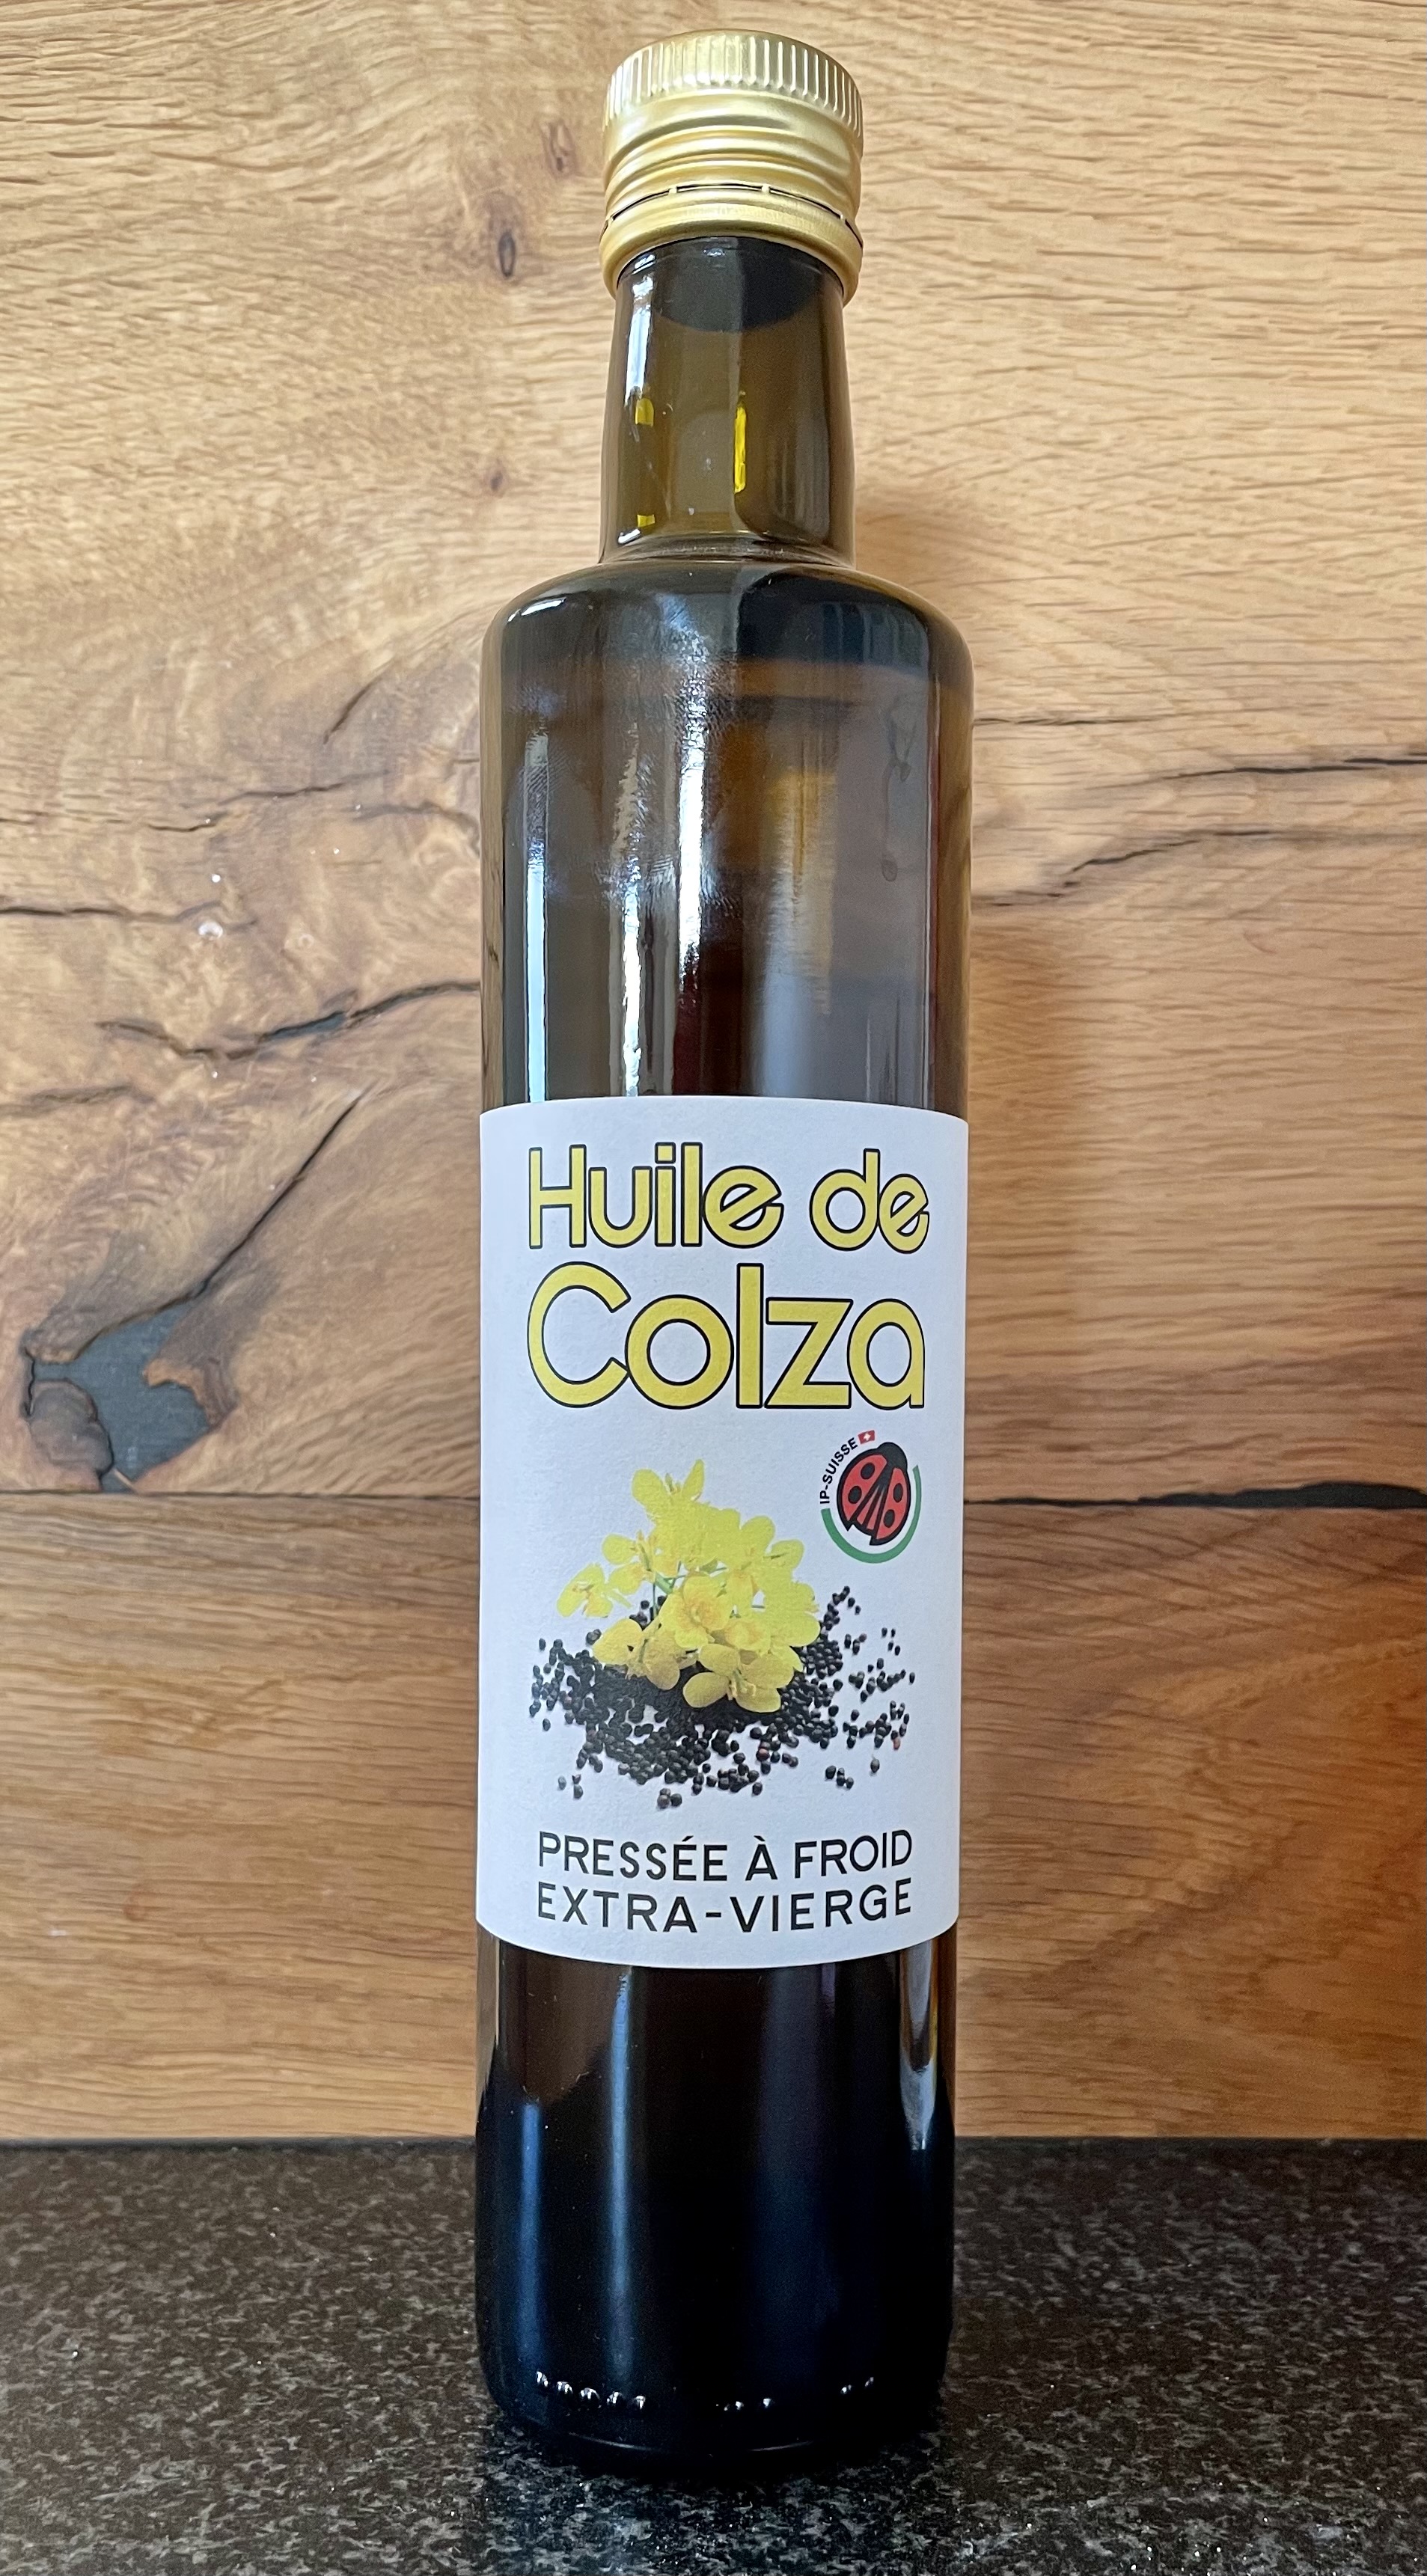 Huile de
Colza
IP-SUISSE
PRESSÉE À FROID
EXTRA-VIERGE